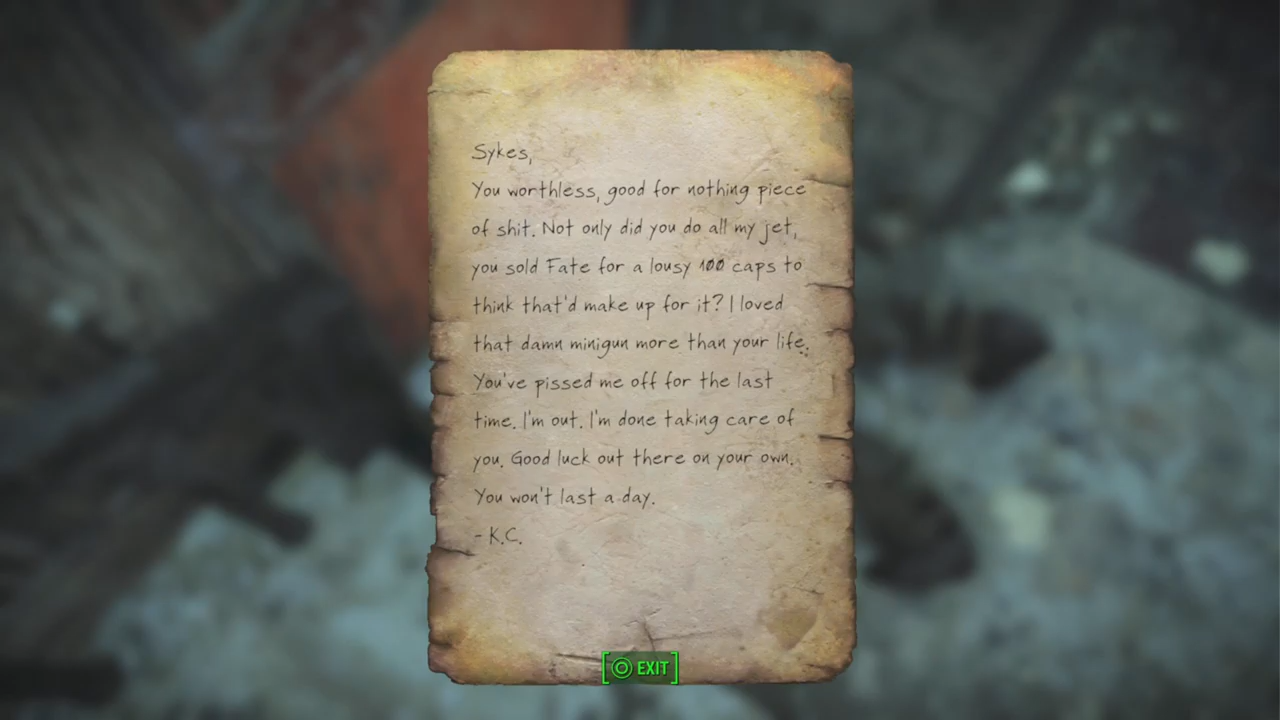 Sykes,
You worthless, good for nothing piece
of shit. Not only did you do all my jet,
you sold Fate for a lousy 100 caps to
think that'd make up for it? I loved
that damn minigun more than your life.
You've pissed me off for the last
time. I'm out. I'm done taking care of
you. Good luck out there on your own.
You won't last a day.
- K.C.
EXIT